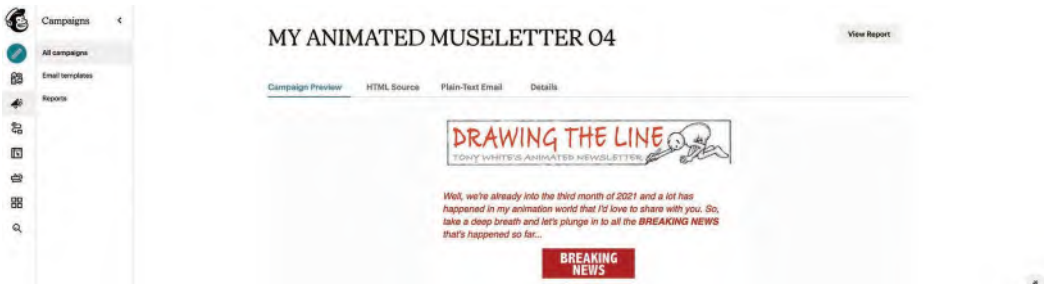 Campaigns
All campaigns
Email templates
Reports
MY ANIMATED MUSELETTER 04
View Report
Campaign Preview HTML Source Plain-Text Email Details
DRAWING THE LINE
TONY WHITE'S ANIMATED NEWSLETTER
Well, we're already into the third month of 2021 and a lot has
happened in my animation world that I'd love to share with you. So,
take a deep breath and let's plunge in to all the BREAKING NEWS
that's happened so far...
BREAKING
NEWS